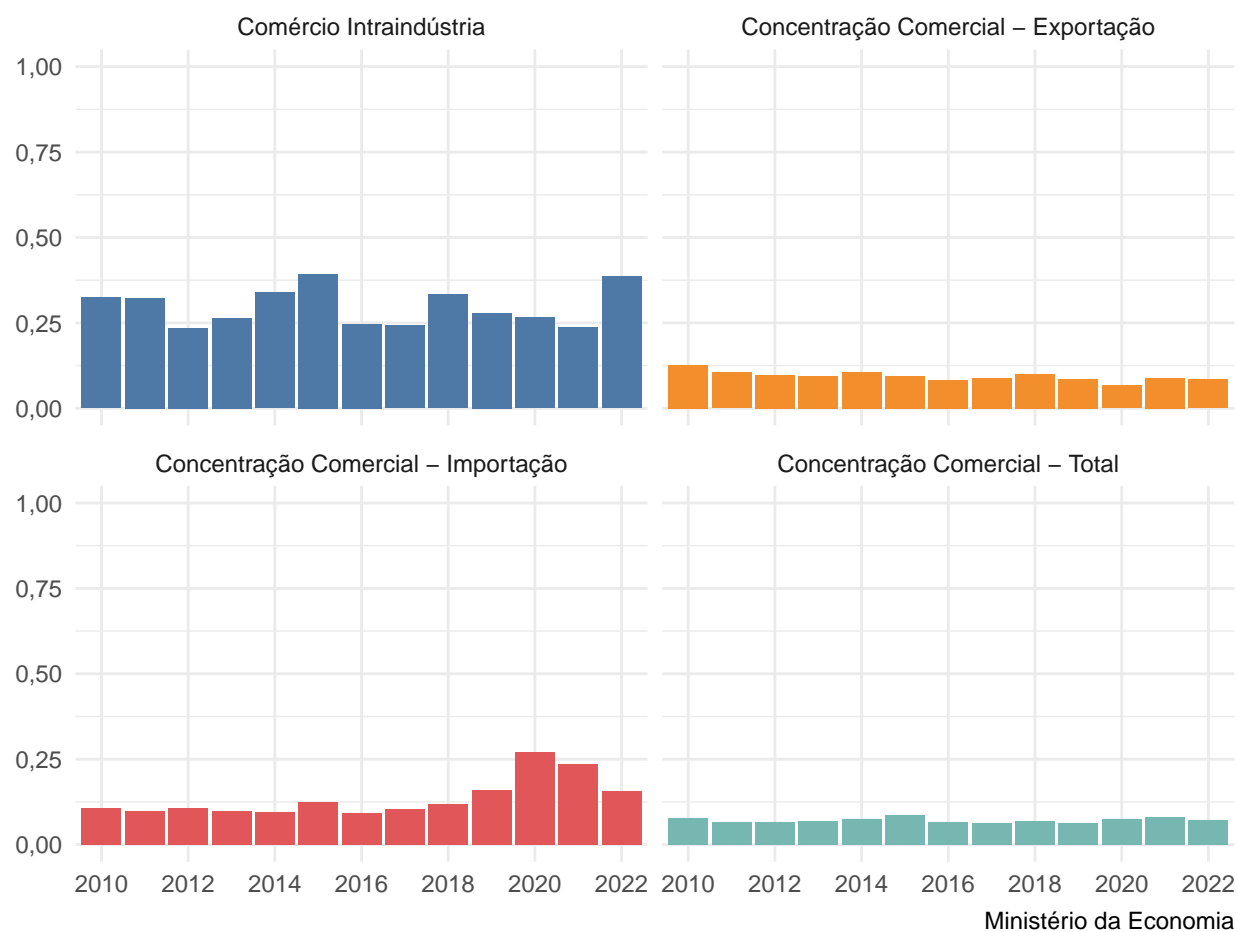 Comércio Intraindústria
Concentração Comercial – Exportação
1,00
0,75
0,50
0,25
0,00
Concentração Comercial – Importação
Concentração Comercial – Total
1,00
0,75
0,50
0,25
0,00
2010 2012 2014 2016 2018 2020 2022
2010 2012 2014 2016 2018 2020 2022
Ministério da Economia